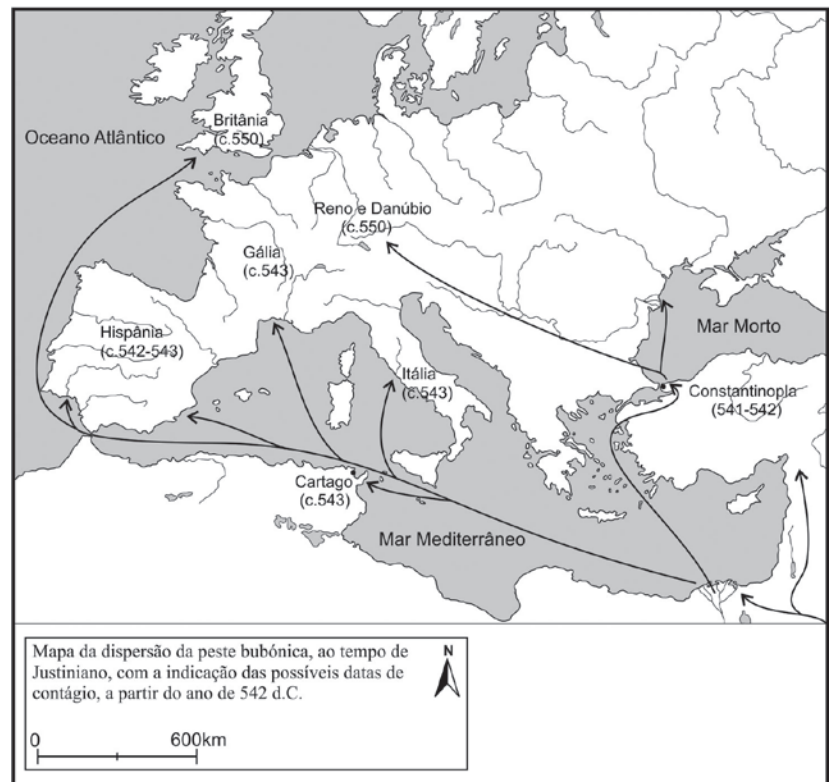 Britânia
(c.550)
Oceano Atlântico
Reno e Danúbio
(c.550)
Gália
(c.543)
Mar Morto
Hispânia
(c.542-543)
Itália
(c.543)
Constantinopla
(541-542)
Cartago
(c.543)
Mar Mediterrâneo
Mapa da dispersão da peste bubónica, ao tempo de
Justiniano, com a indicação das possíveis datas de
contágio, a partir do ano de 542 d.C.
N
0
600km